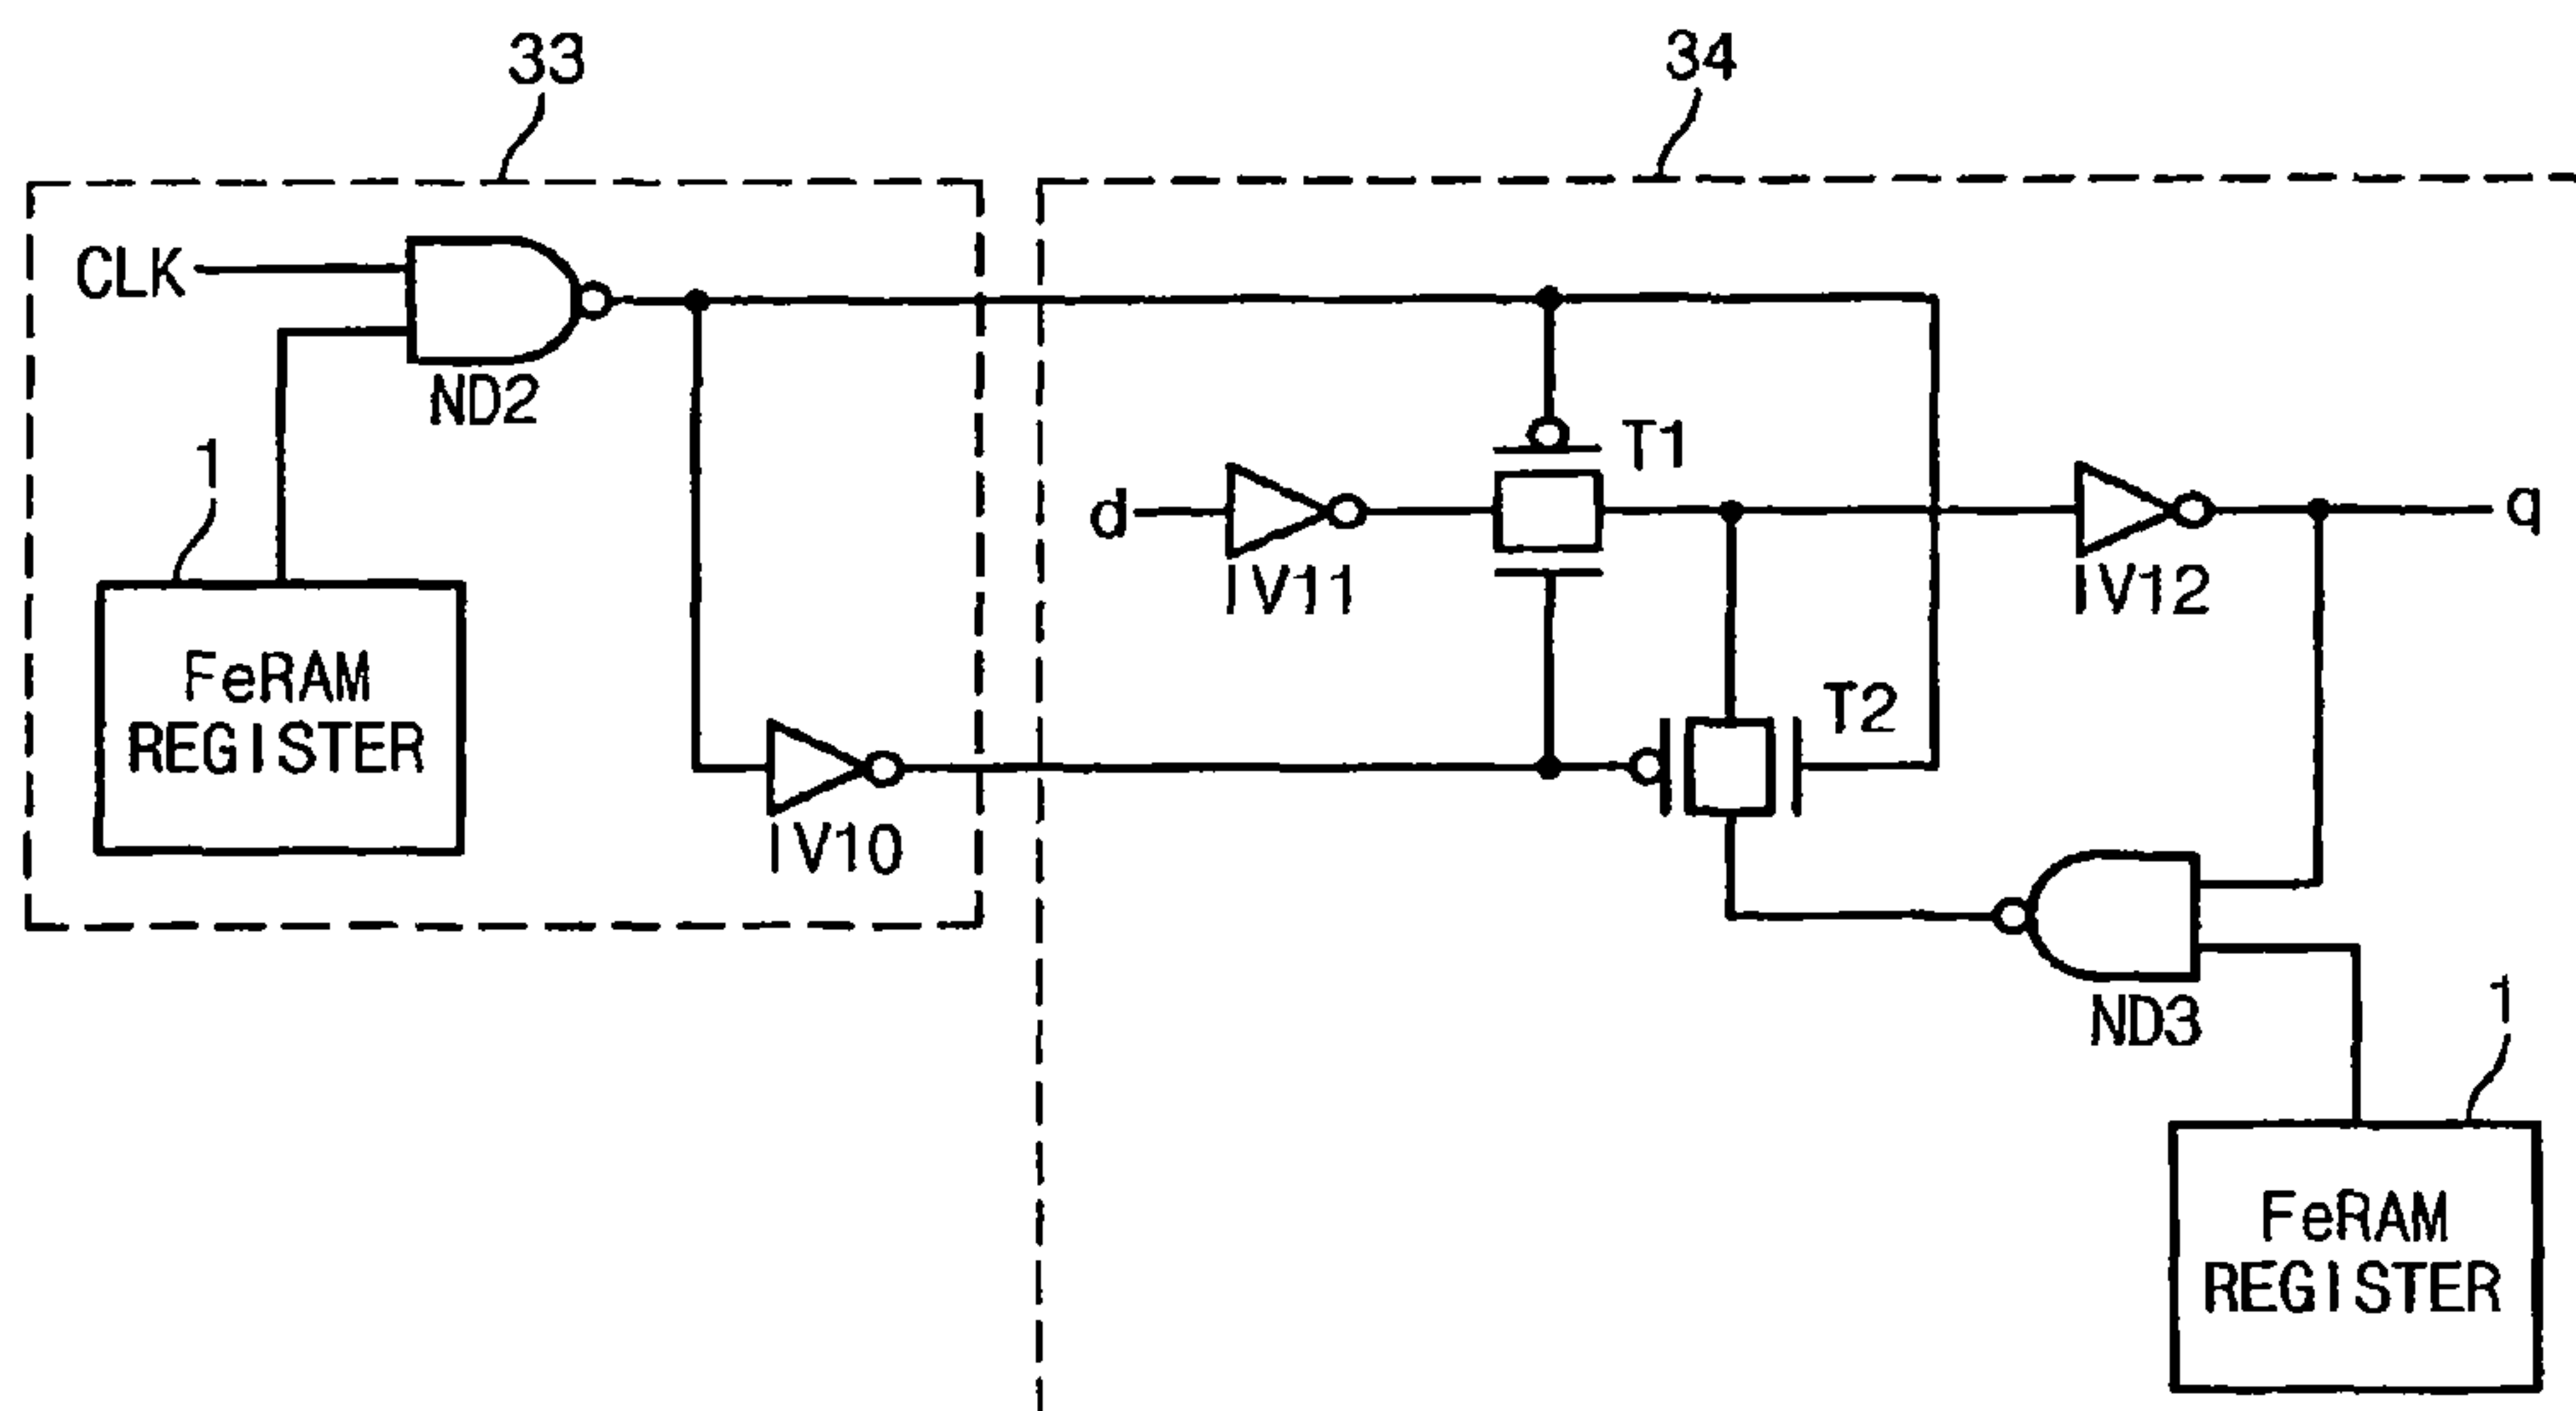 33
34
CLK
ND2
1
T1
d
IV11
IV12
q
FeRAM
REGISTER
T2
IV10
ND3
1
FeRAM
REGISTER